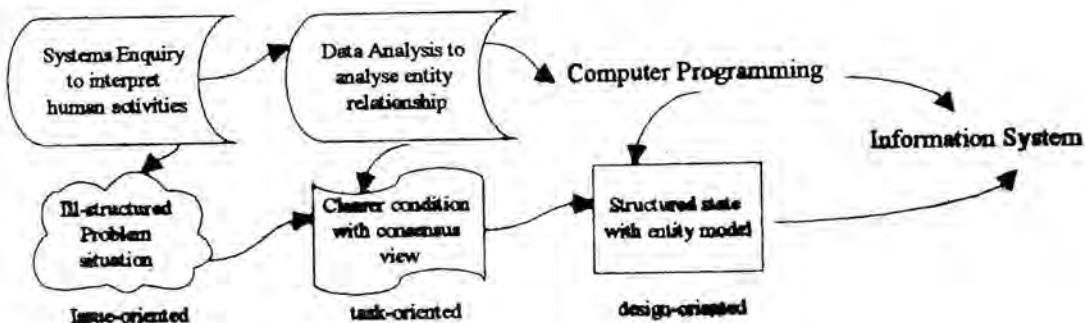 Systems Enquiry
to interpret
human activities
Data Analysis to
analyse entity
relationship
Computer Programming
Information System
Ill-structured
Problem
situation
Clearer condition
with consensus
view
Structured state
with entity model
Issue-oriented
task-oriented
design-oriented